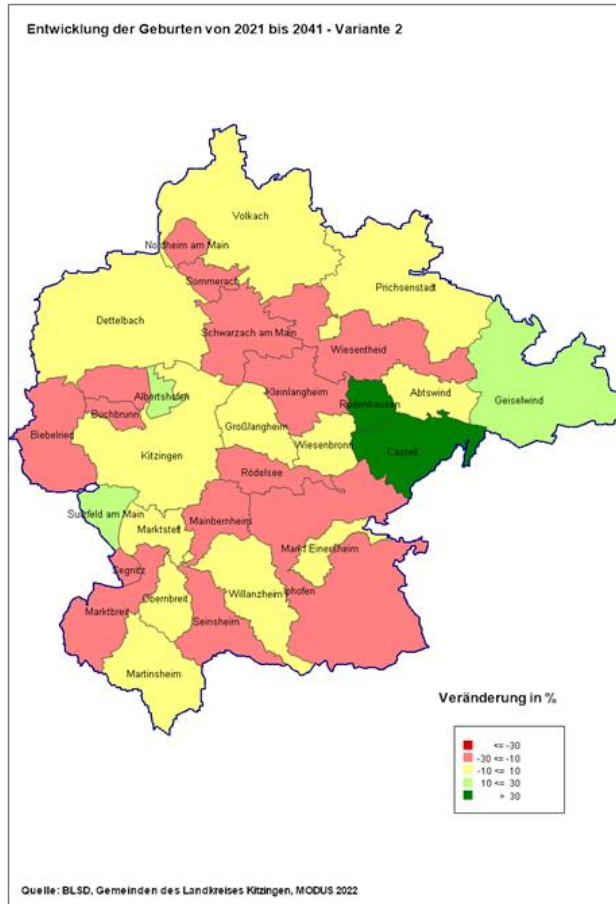 Entwicklung der Geburten von 2021 bis 2041 - Variante 2
Volkach
Nordheim am Main
Sommerach
Prichsenstadt
Dettelbach
Schwarzach am Main
Wiesentheid
Kleinlangheim
Albertshofen
Abtswind
Geiselwind
Rüdenhausen
Buchbrunn
Biebelried
Großlangheim
Wiesenbronn
Castell
Kitzingen
Rödelsee
Sulzfeld am Main
Marktsteft
Mainbernheim
Markt Einersheim
Segnitz
Marktbreit
Obernbreit
Willanzheim
Iphofen
Seinsheim
Martinsheim
Veränderung in %
<= -30
-30 <= -10
-10 <= 10
10 <= 30
> 30
Quelle: BLSD, Gemeinden des Landkreises Kitzingen, MODUS 2022